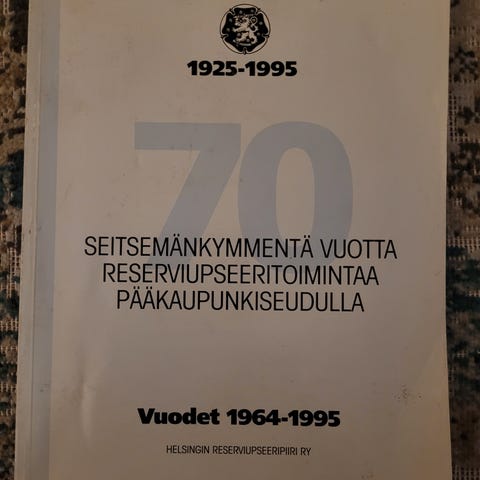 1925-1995
70
SEITSEMÄNKYMMENTÄ VUOTTA
RESERVIUPSEERITOIMINTAA
PÄÄKAUPUNKISEUDULLA
Vuodet 1964-1995
HELSINGIN RESERVIUPSEERIPIIRI RY